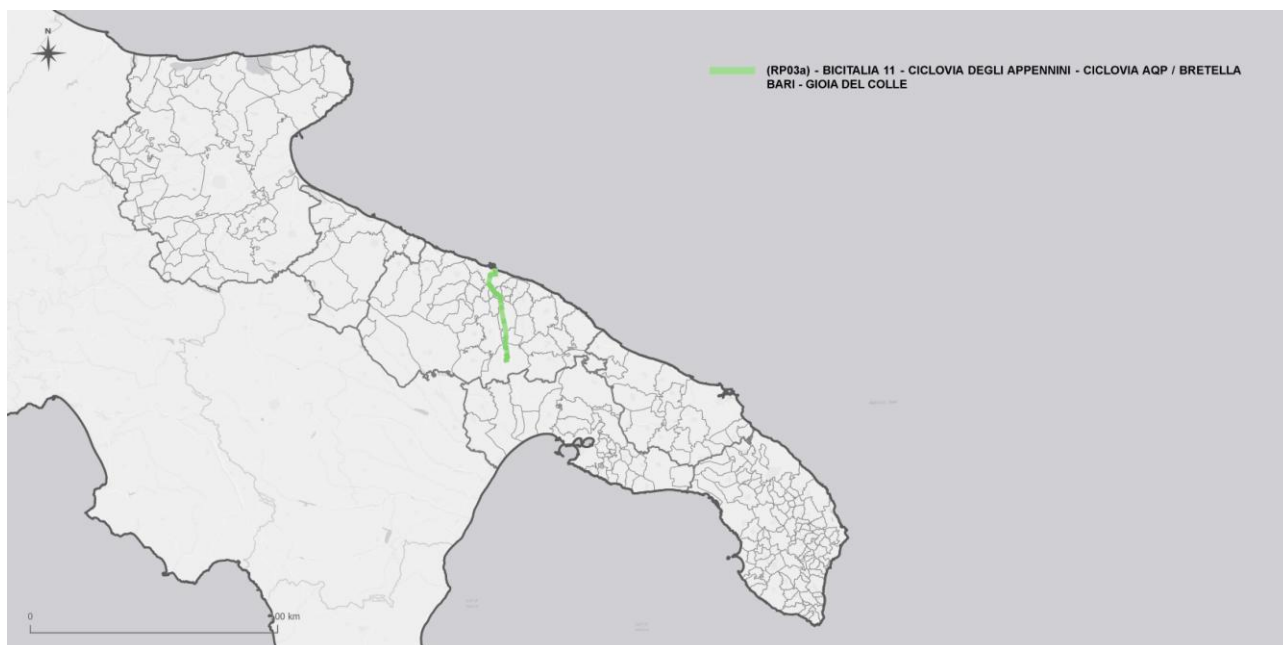 N
(RP03a) - BICITALIA 11 - CICLOVIA DEGLI APPENNINI - CICLOVIA AQP / BRETELLA
BARI - GIOIA DEL COLLE
0
00 km